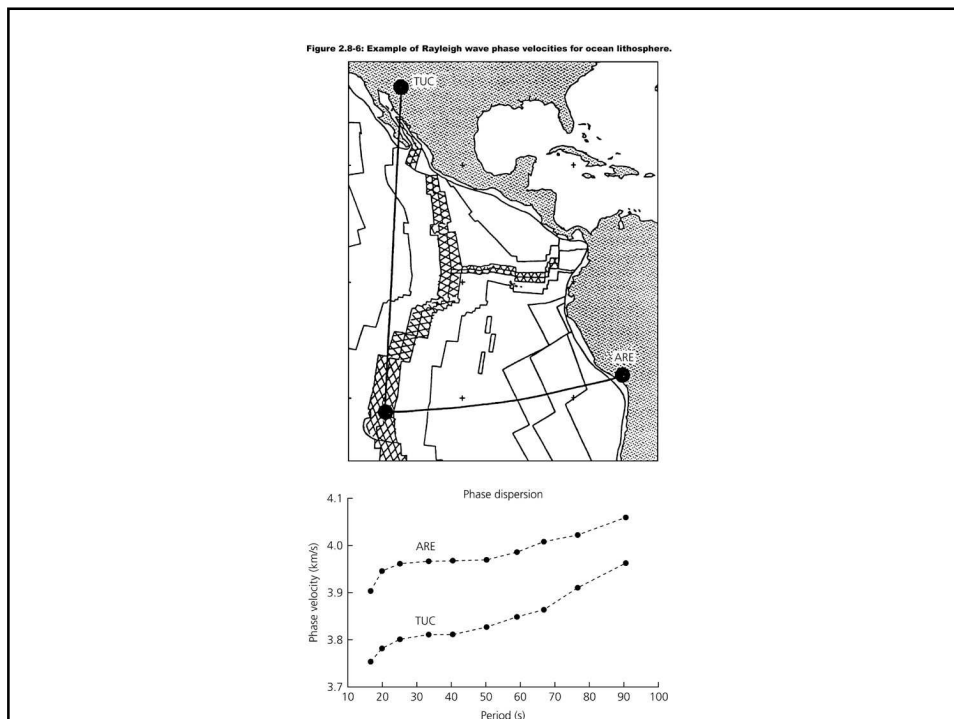 Figure 2.8-6: Example of Rayleigh wave phase velocities for ocean lithosphere.
TUC
ARE
Phase dispersion
4.1
4.0
3.9
3.8
3.7
Phase velocity (km/s)
ARE
TUC
10 20 30 40 50 60 70 80 90 100
Period (s)